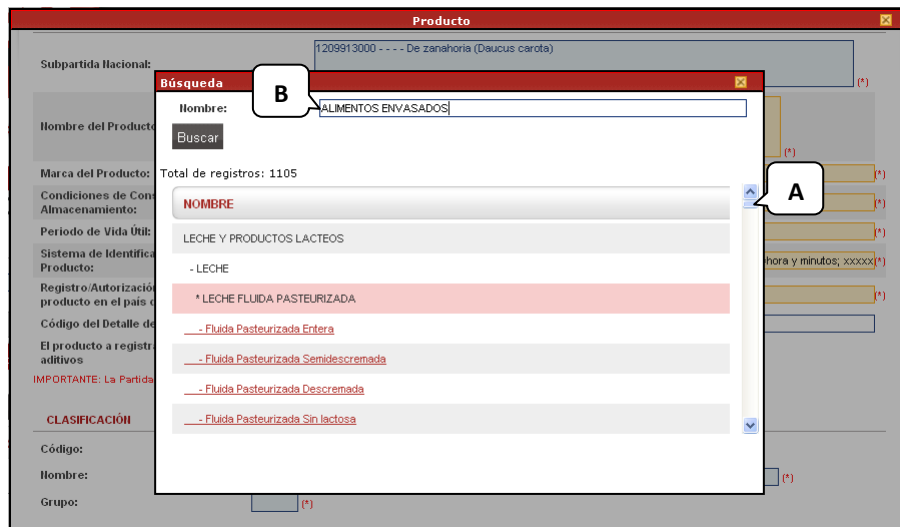 Producto
1209913000 - - - - De zanahoria (Daucus carota)
Subpartida Nacional:
(*)
Búsqueda
B
Nombre:
ALIMENTOS ENVASADOS
Nombre del Producto
Buscar
(*)
Marca del Producto:
(*)
Total de registros: 1105
A
Condiciones de Cons
Almacenamiento:
(*)
NOMBRE
Periodo de Vida Útil:
(*)
LECHE Y PRODUCTOS LACTEOS
Sistema de Identifica
Producto:
hora y minutos; xxxxx(*)
- LECHE
Registro/Autorización
producto en el país
(*)
* LECHE FLUIDA PASTEURIZADA
Código del Detalle de
- Fluida Pasteurizada Entera
El producto a registra
aditivos
- Fluida Pasteurizada Semidescremada
IMPORTANTE: La Partida
- Fluida Pasteurizada Descremada
CLASIFICACIÓN
- Fluida Pasteurizada Sin lactosa
Código:
Nombre:
(*)
Grupo:
(*)